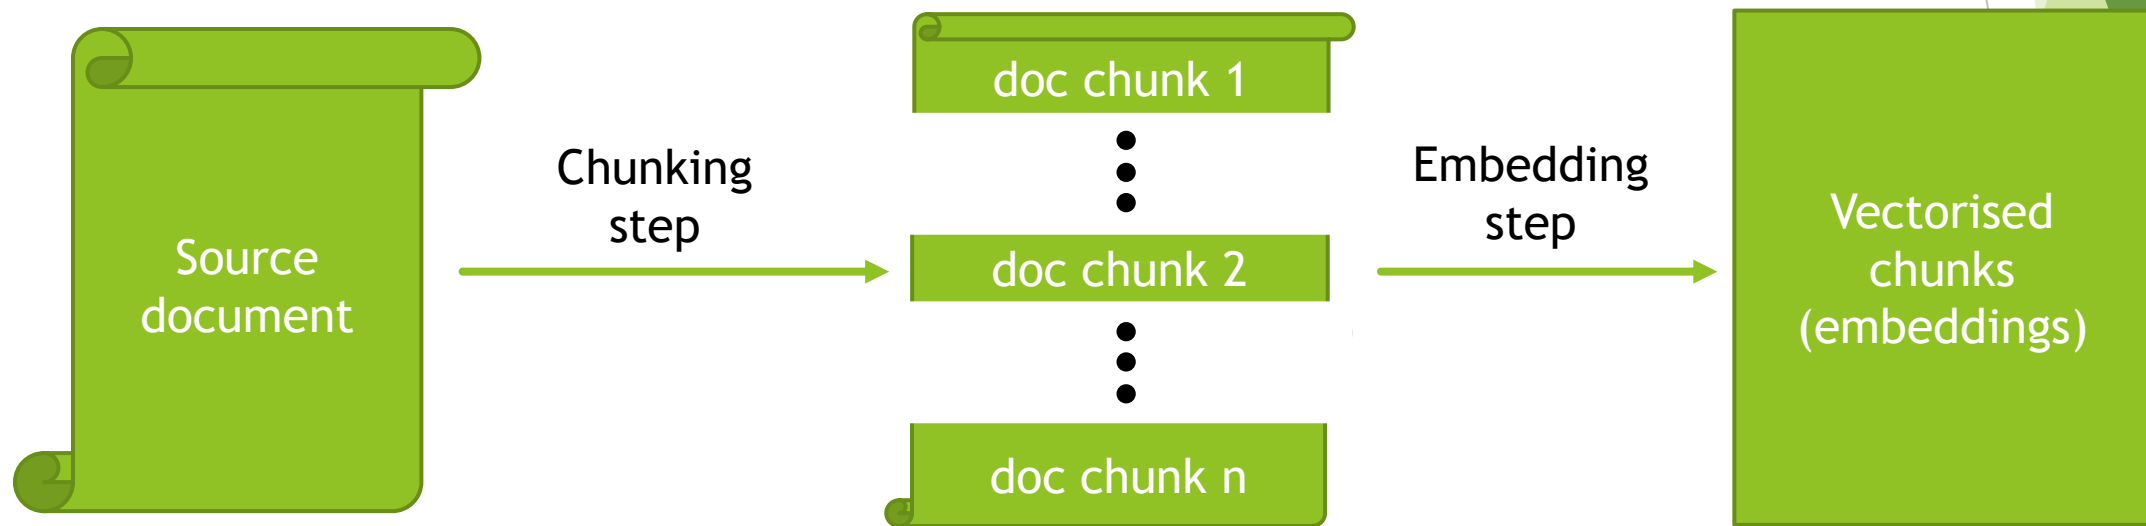 Source
document
Chunking
step
doc chunk 1
doc chunk 2
doc chunk n
Embedding
step
Vectorised
chunks
(embeddings)